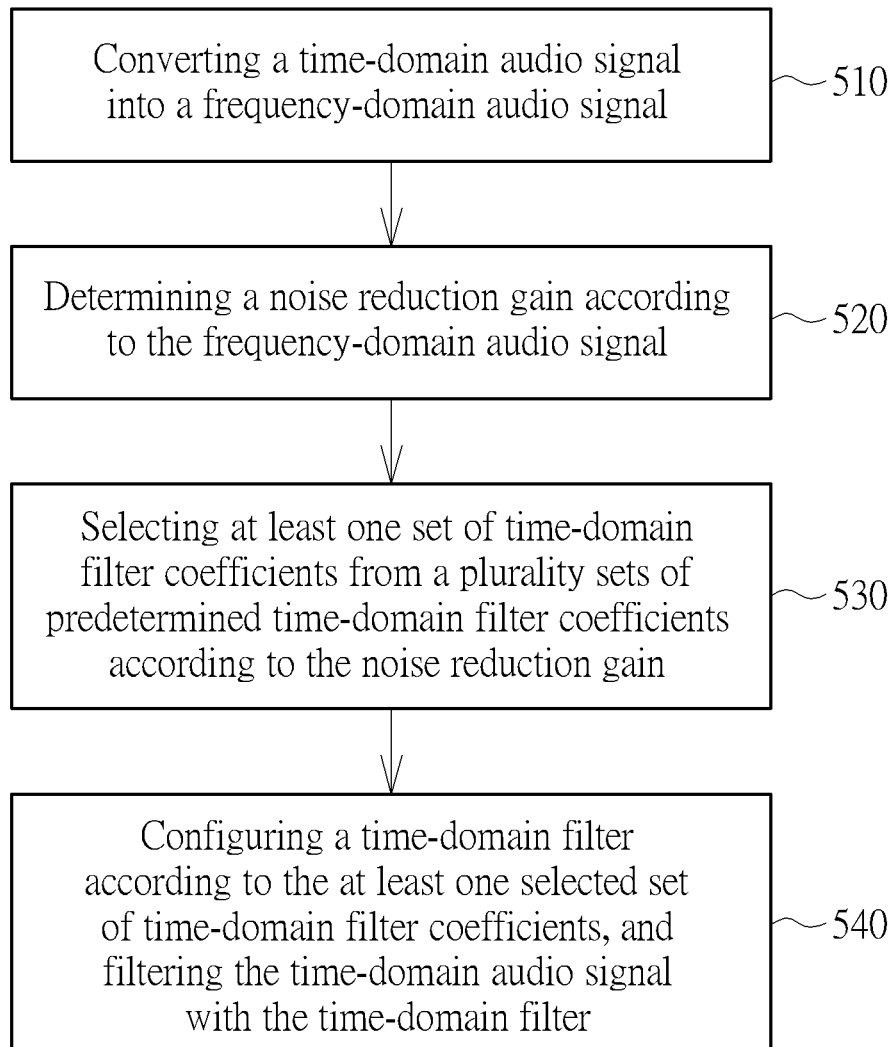 Converting a time-domain audio signal
into a frequency-domain audio signal
510
Determining a noise reduction gain according
to the frequency-domain audio signal
520
Selecting at least one set of time-domain
filter coefficients from a plurality sets of
predetermined time-domain filter coefficients
according to the noise reduction gain
530
Configuring a time-domain filter
according to the at least one selected set
of time-domain filter coefficients, and
filtering the time-domain audio signal
with the time-domain filter
540